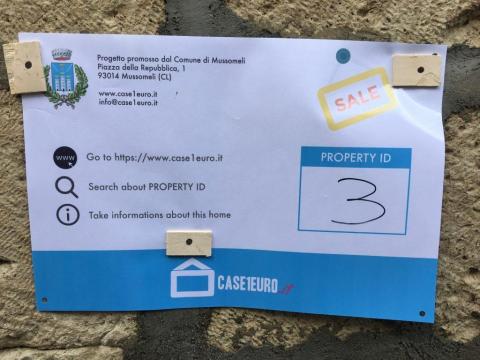 Progetto promosso dal Comune di Mussomeli
Piazza della Repubblica, 1
93014 Mussomeli (CL)
www.case1euro.it
info@case1euro.it
SALE
www
Go to https://www.case1euro.it
Search about PROPERTY ID
Take informations about this home
PROPERTY ID
3
CASE1EURO.it